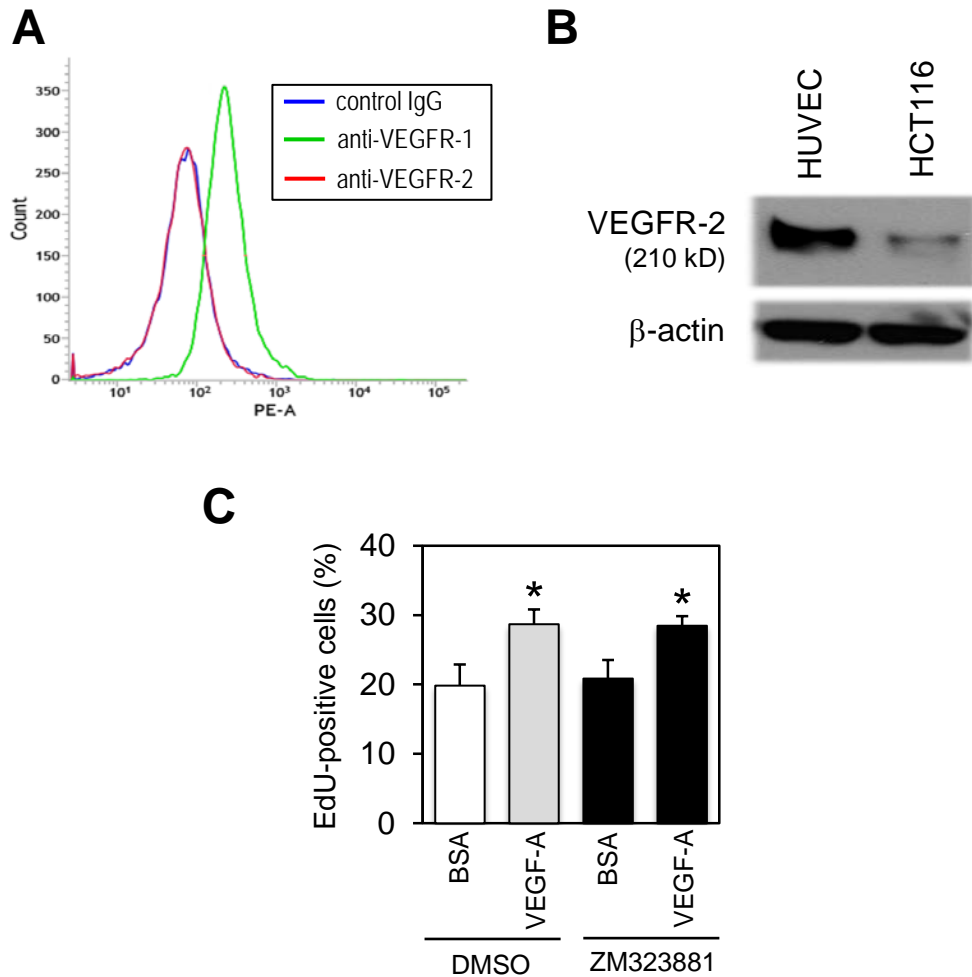 A
350
300
250
200
150
100
50
0
Count
10¹
10²
10³
10⁴
10⁵
PE-A
control IgG
anti-VEGFR-1
anti-VEGFR-2
B
HUVEC
HCT116
VEGFR-2
(210 kD)
β-actin
C
EdU-positive cells (%)
40
30
20
10
0
*
*
BSA
VEGF-A
BSA
VEGF-A
DMSO
ZM323881